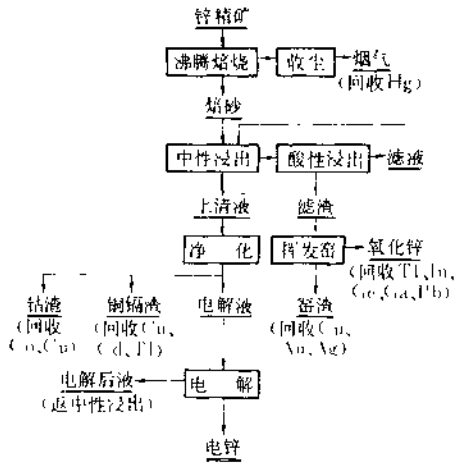 锌精矿
沸腾焙烧 收尘 烟气
(回收Hg)
焙砂
中性浸出 酸性浸出 滤液
上清液 滤渣
净 化 挥发窑 氧化锌
(回收Tl、In、
Ge、Ga、Pb)
钴渣 铜镉渣 电解液 窑渣
(回收 (回收Cu、 (回收Cu、
Co、Cu) Cd、Tl) Au、Ag)
电解后液 电 解
(返中性浸出)
电锌